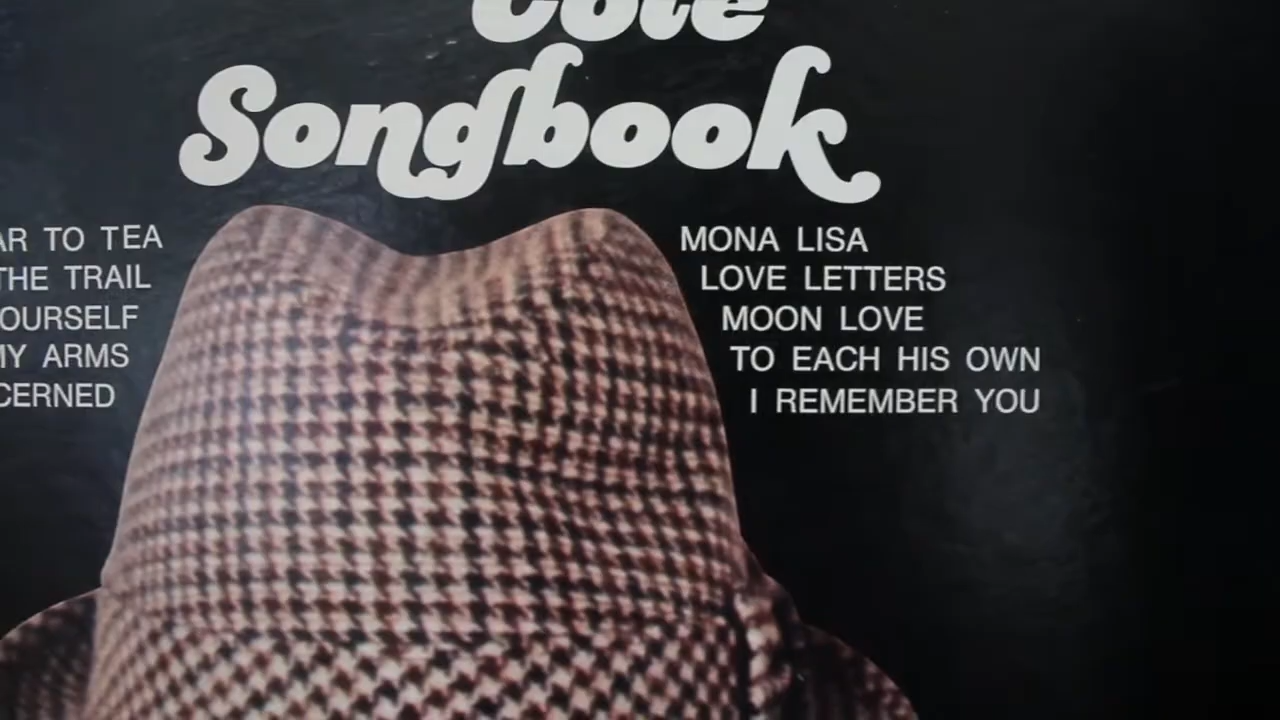 Cole
Songbook
AR TO TEA
THE TRAIL
OURSELF
MY ARMS
CERNED
MONA LISA
LOVE LETTERS
MOON LOVE
TO EACH HIS OWN
I REMEMBER YOU